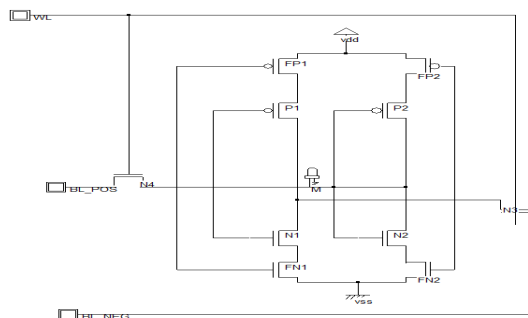 WL
vdd
FP1
FP2
P1
P2
BL_POS
N4
M
N3
N1
N2
FN1
FN2
vss
BL_NEG